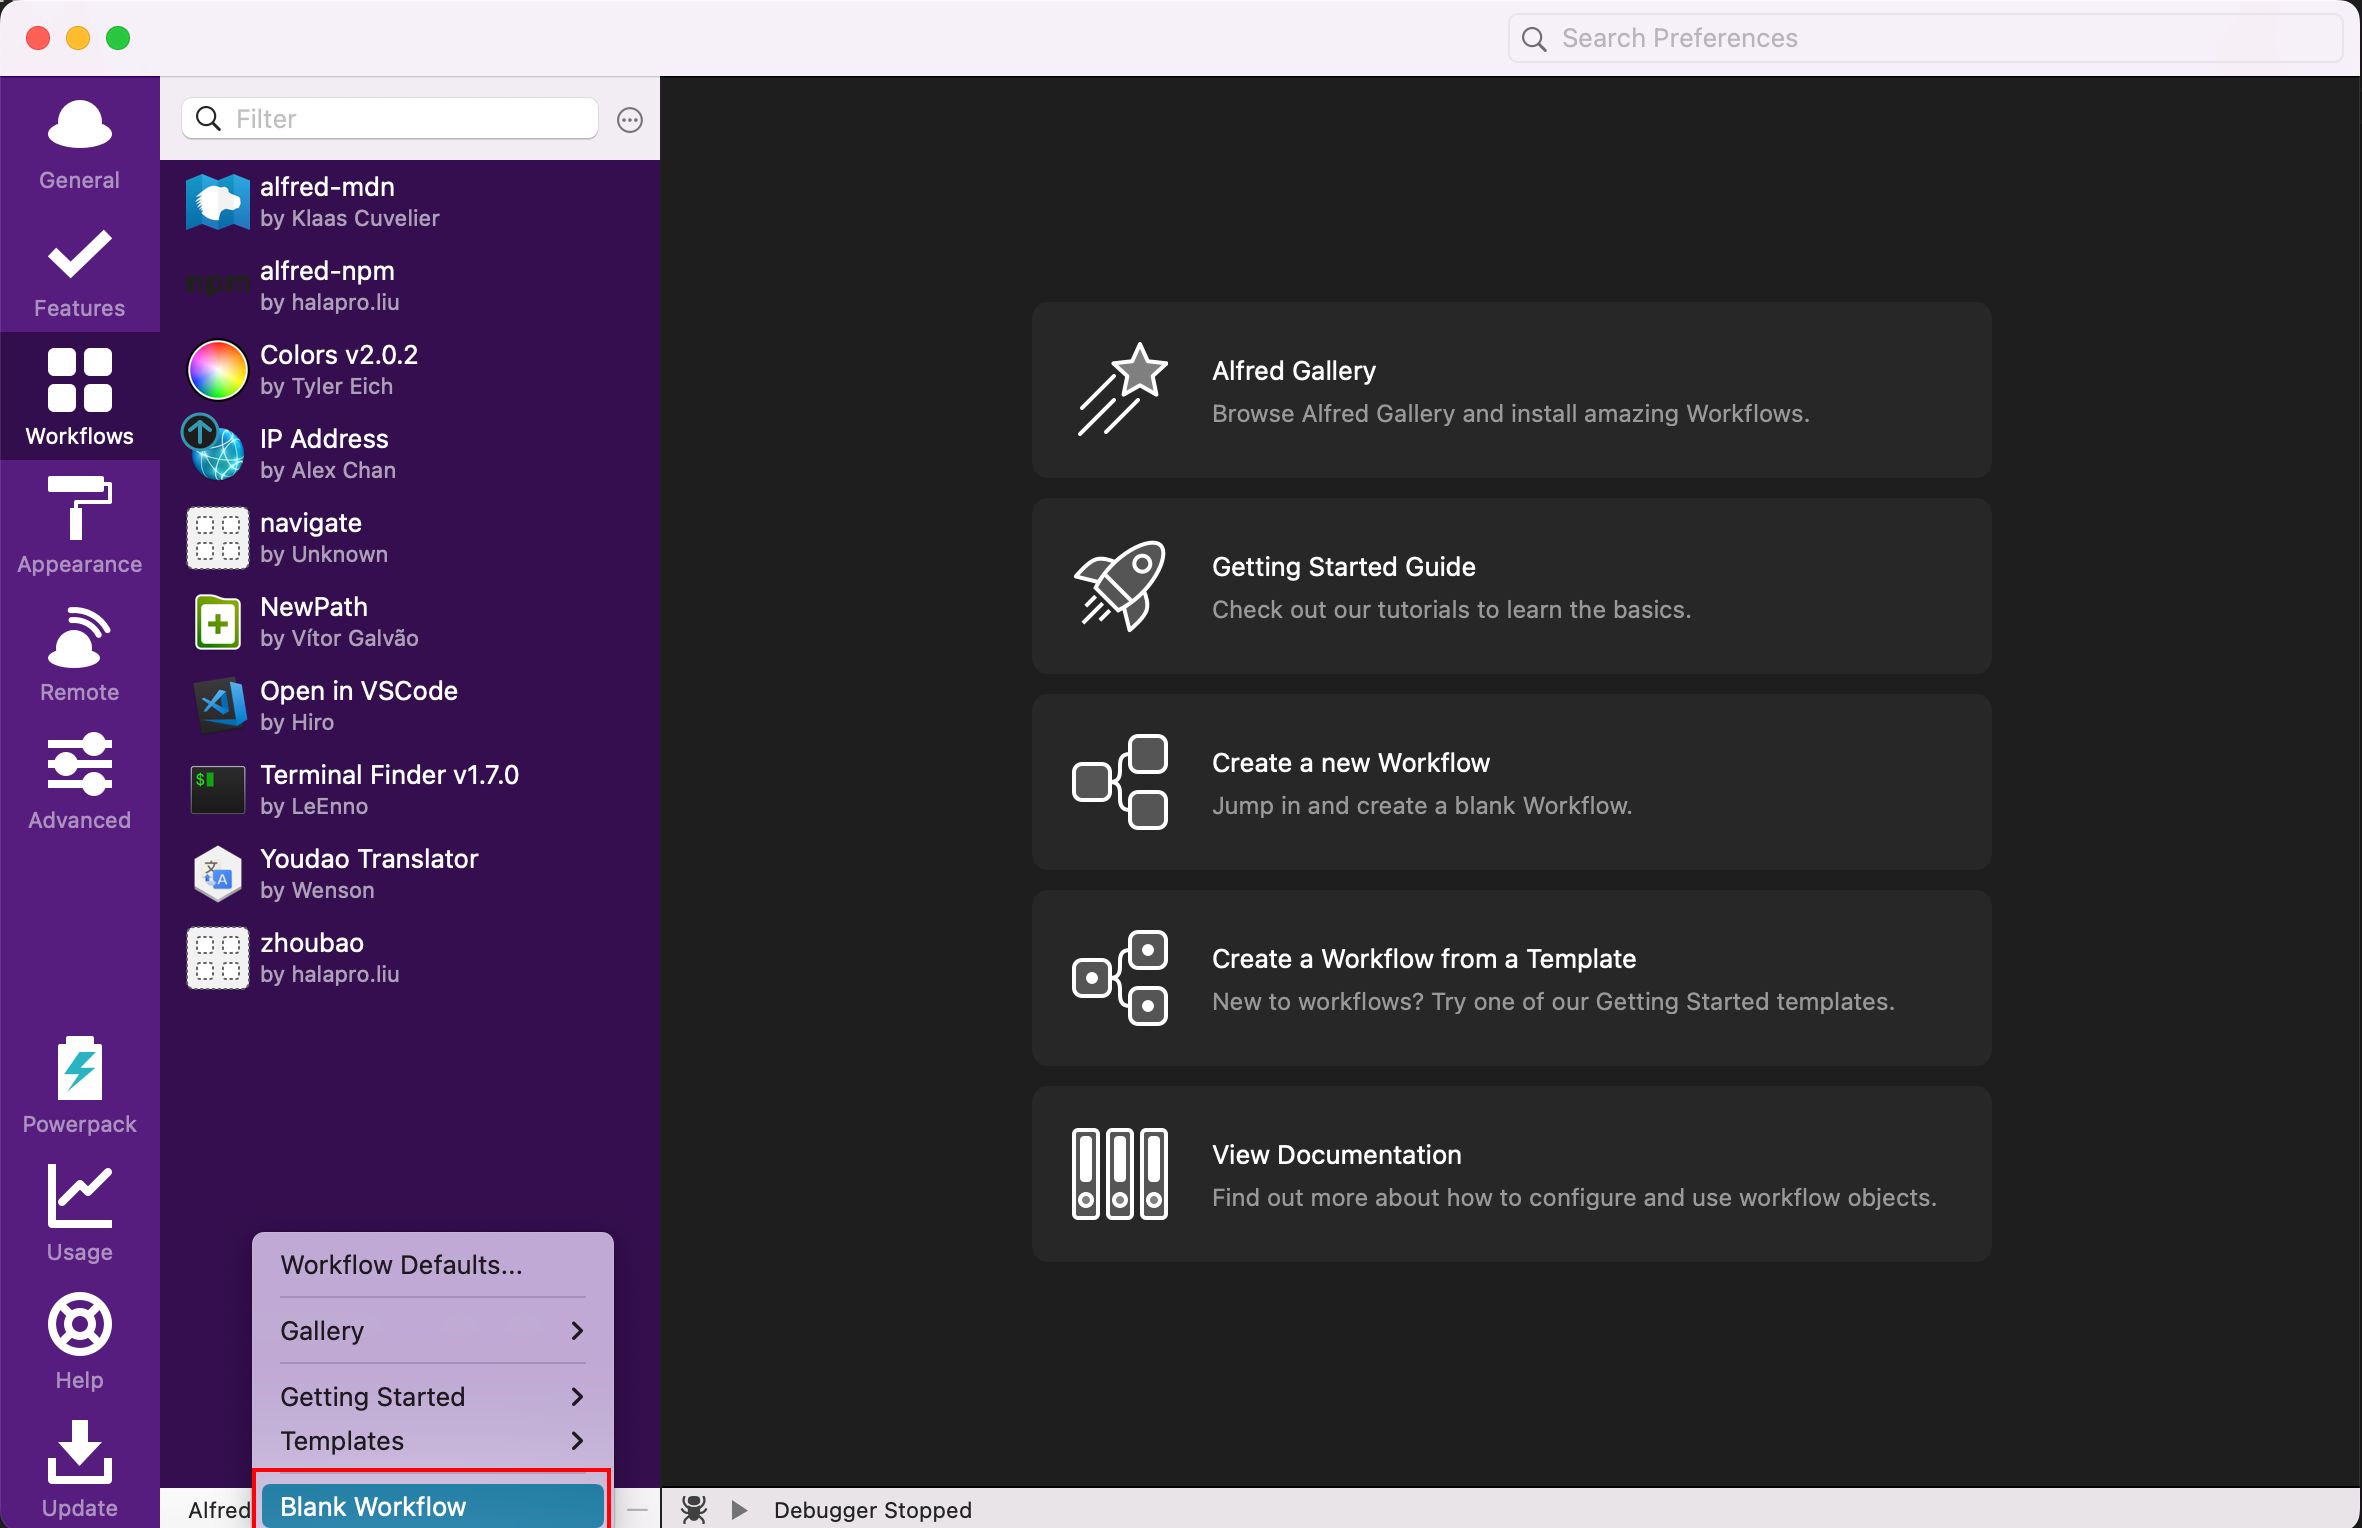 Search Preferences
Filter
General
Features
Workflows
Appearance
Remote
Advanced
Powerpack
Usage
Help
Update
alfred-mdn
by Klaas Cuvelier
npm
alfred-npm
by halapro.liu
Colors v2.0.2
by Tyler Eich
IP Address
by Alex Chan
navigate
by Unknown
NewPath
by Vítor Galvão
Open in VSCode
by Hiro
$
Terminal Finder v1.7.0
by LeEnno
文
A
Youdao Translator
by Wenson
zhoubao
by halapro.liu
Workflow Defaults...
Gallery
Getting Started
Templates
Blank Workflow
Alfred
Alfred Gallery
Browse Alfred Gallery and install amazing Workflows.
Getting Started Guide
Check out our tutorials to learn the basics.
Create a new Workflow
Jump in and create a blank Workflow.
Create a Workflow from a Template
New to workflows? Try one of our Getting Started templates.
View Documentation
Find out more about how to configure and use workflow objects.
Debugger Stopped